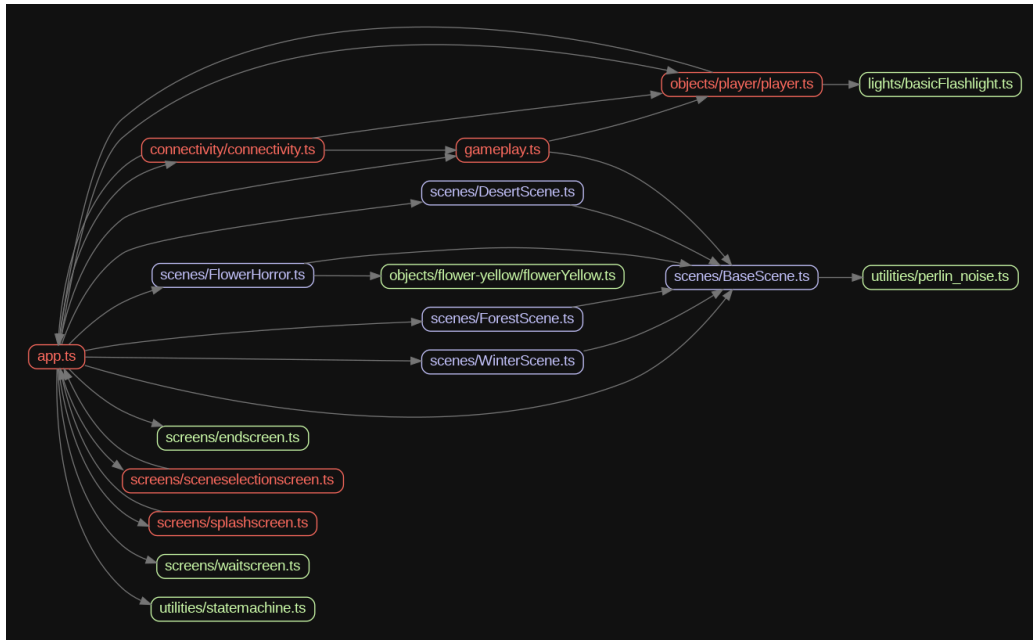 objects/player/player.ts
lights/basicFlashlight.ts
connectivity/connectivity.ts
gameplay.ts
scenes/DesertScene.ts
scenes/FlowerHorror.ts
objects/flower-yellow/flowerYellow.ts
scenes/BaseScene.ts
utilities/perlin_noise.ts
scenes/ForestScene.ts
app.ts
scenes/WinterScene.ts
screens/endscreen.ts
screens/sceneselectionscreen.ts
screens/splashscreen.ts
screens/waitscreen.ts
utilities/statemachine.ts